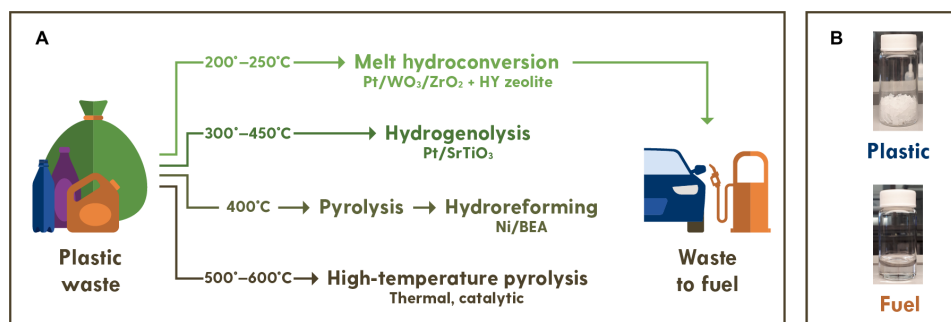 A
200°–250°C
Melt hydroconversion
Pt/WO₃/ZrO₂ + HY zeolite
300°–450°C
Hydrogenolysis
Pt/SrTiO₃
400°C
Pyrolysis
Hydroreforming
Ni/BEA
500°–600°C
High-temperature pyrolysis
Thermal, catalytic
Plastic
waste
Waste
to fuel
B
Plastic
Fuel